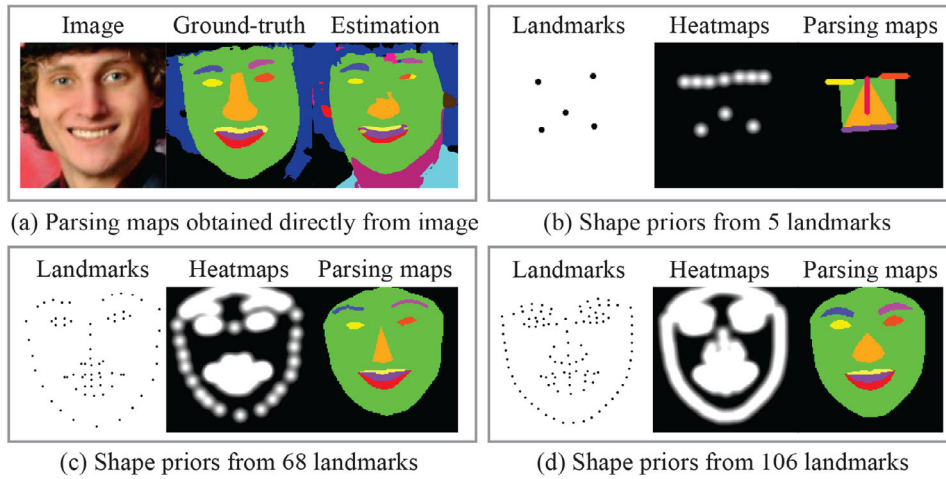 Image Ground-truth Estimation
(a) Parsing maps obtained directly from image
Landmarks Heatmaps Parsing maps
(b) Shape priors from 5 landmarks
Landmarks Heatmaps Parsing maps
(c) Shape priors from 68 landmarks
Landmarks Heatmaps Parsing maps
(d) Shape priors from 106 landmarks